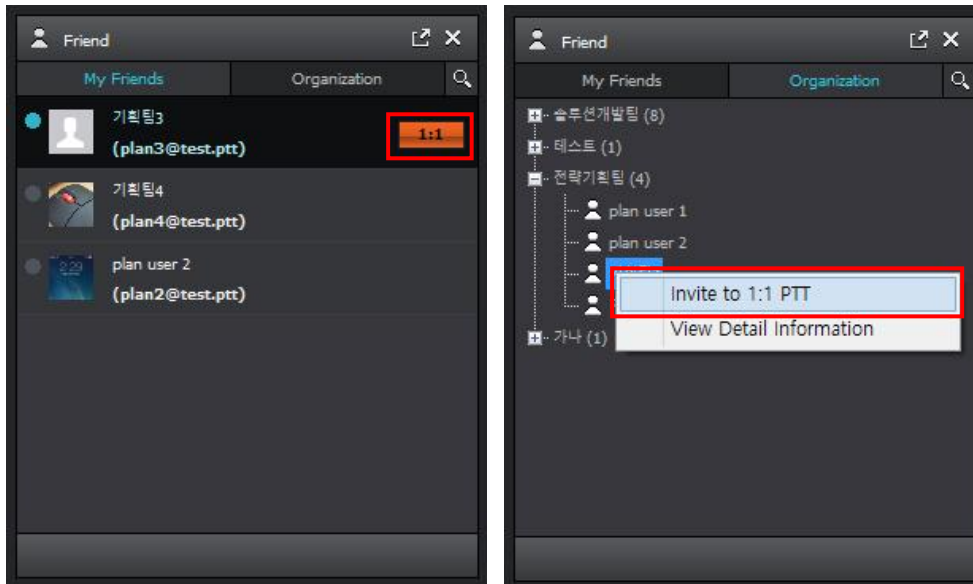 Friend
My Friends
Organization
기획팀3
(plan3@test.ptt)
1:1
기획팀4
(plan4@test.ptt)
plan user 2
(plan2@test.ptt)
Friend
My Friends
Organization
솔루션개발팀 (8)
테스트 (1)
전략기획팀 (4)
plan user 1
plan user 2
Invite to 1:1 PTT
View Detail Information
가나 (1)